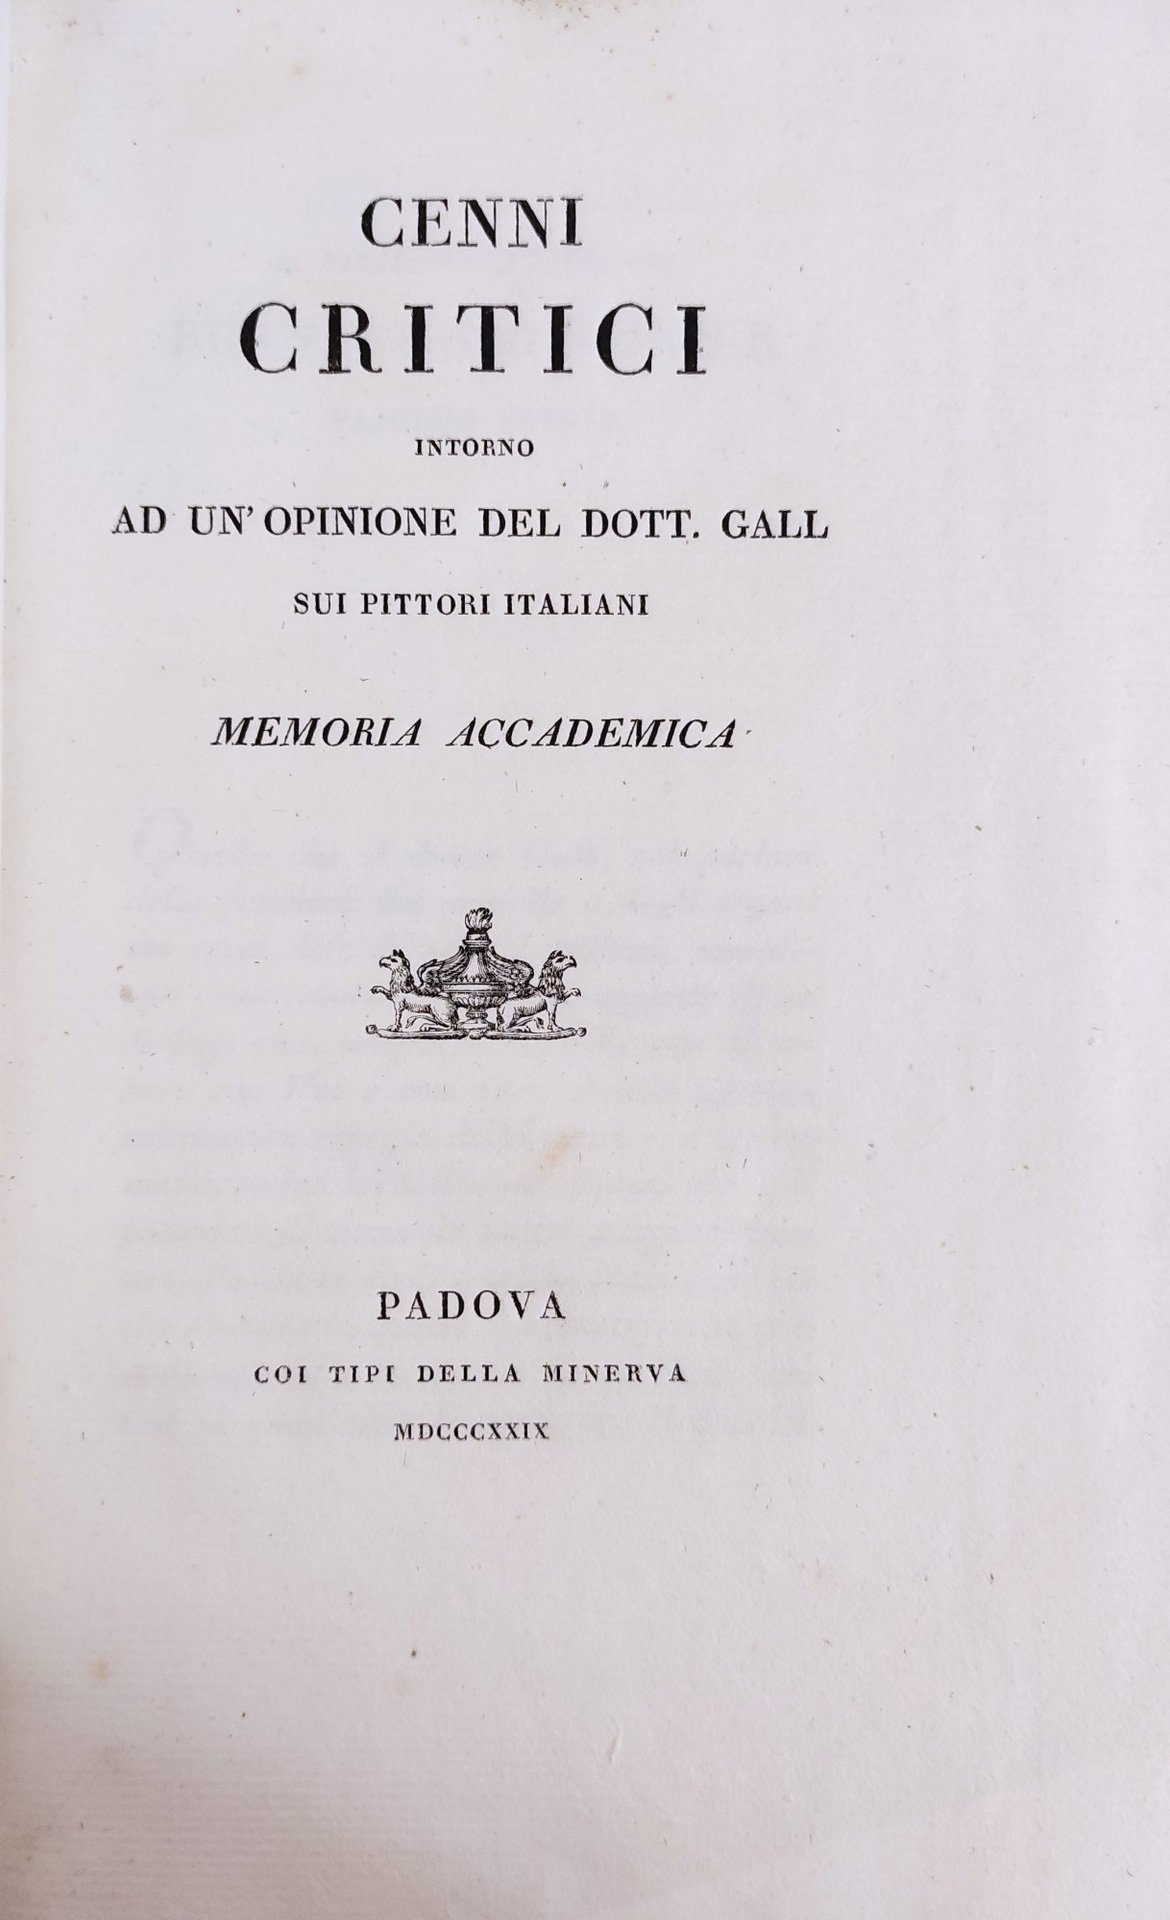 CENNI
CRITICI
INTORNO
AD UN' OPINIONE DEL DOTT. GALL
SUI PITTORI ITALIANI
MEMORIA ACCADEMICA
PADOVA
COI TIPI DELLA MINERVA
MDCCCXXIX